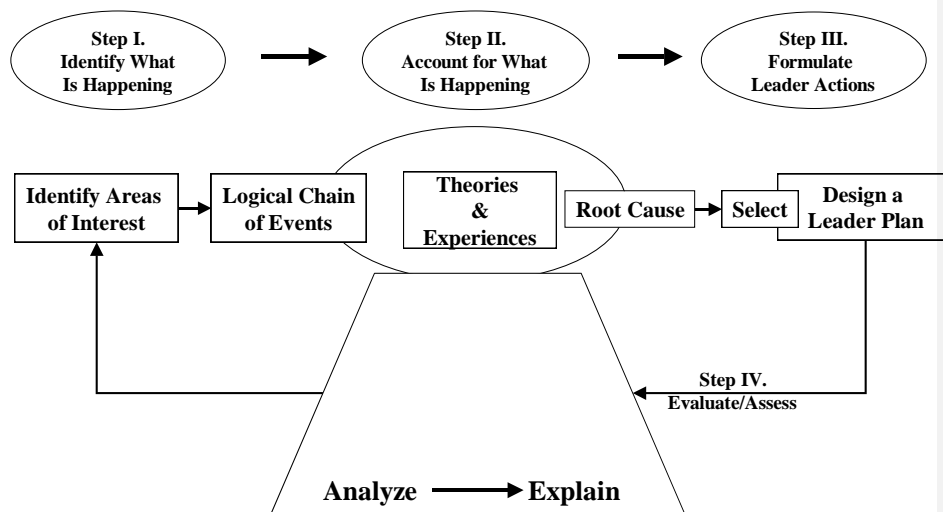 Step I.
Identify What
Is Happening
Step II.
Account for What
Is Happening
Step III.
Formulate
Leader Actions
Identify Areas
of Interest
Logical Chain
of Events
Theories
&
Experiences
Root Cause
Select
Design a
Leader Plan
Step IV.
Evaluate/Assess
Analyze
Explain